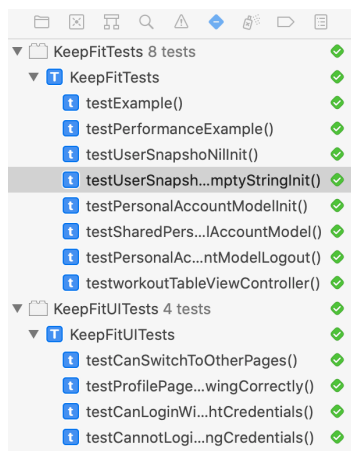 KeepFitTests 8 tests
T KeepFitTests
t testExample()
t testPerformanceExample()
t testUserSnapshoNilInit()
t testUserSnapsh...mptyStringInit()
t testPersonalAccountModelInit()
t testSharedPers...lAccountModel()
t testPersonalAc...ntModelLogout()
t testworkoutTableViewController()
KeepFitUITests 4 tests
T KeepFitUITests
t testCanSwitchToOtherPages()
t testProfilePage...wingCorrectly()
t testCanLoginWi...htCredentials()
t testCannotLogi...ngCredentials()